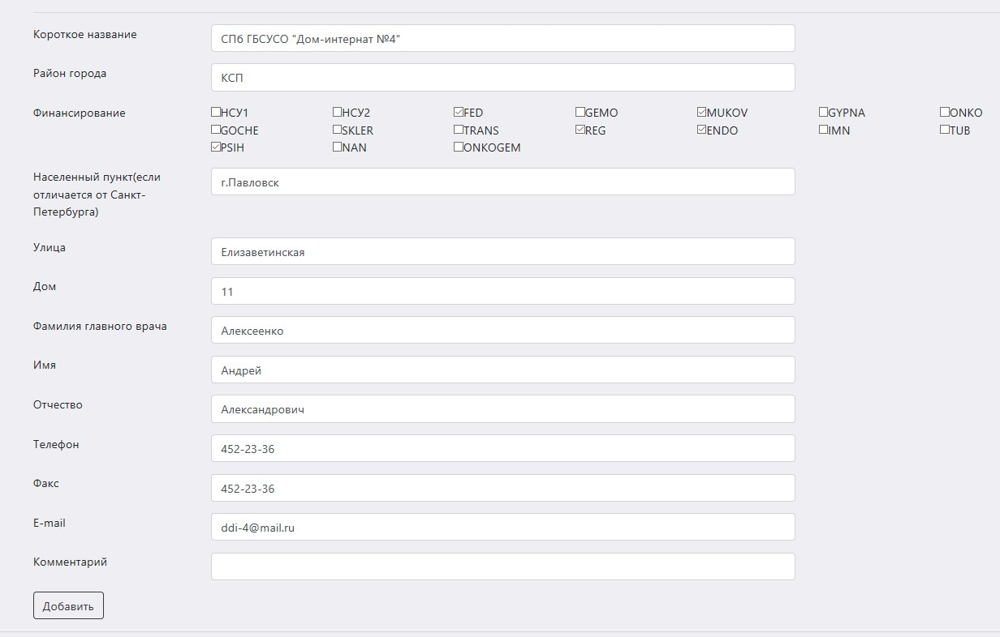 Короткое название
СПб ГБСУСО "Дом-интернат №4"
Район города
КСП
Финансирование
НСУ1 НСУ2 FED GEMO MUKOV GYPNA ONKO
GOCHE SKLER TRANS REG ENDO IMN TUB
PSIH NAN ONKOGEM
Населенный пункт(если
отличается от Санкт-
Петербурга)
г.Павловск
Улица
Елизаветинская
Дом
11
Фамилия главного врача
Алексеенко
Имя
Андрей
Отчество
Александрович
Телефон
452-23-36
Факс
452-23-36
E-mail
ddi-4@mail.ru
Комментарий
Добавить